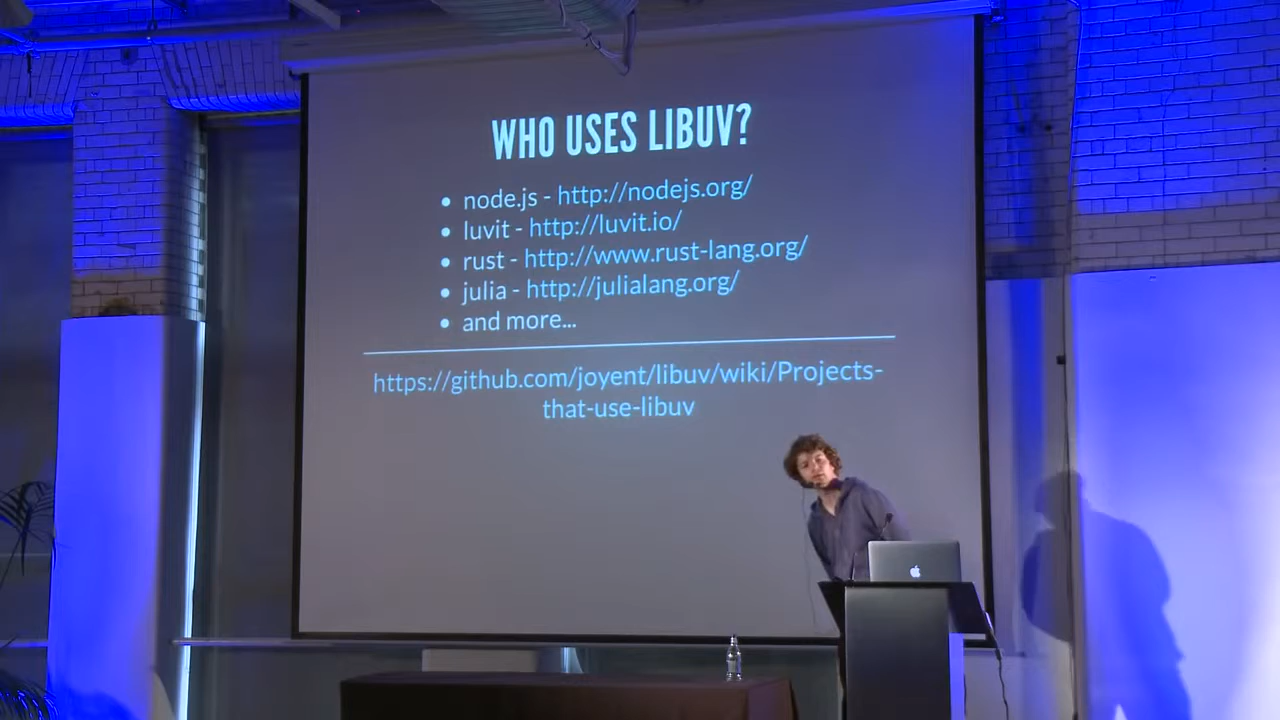 WHO USES LIBUV?
node.js - http://nodejs.org/
luvit - http://luvit.io/
rust - http://www.rust-lang.org/
julia - http://julialang.org/
and more...
https://github.com/joyent/libuv/wiki/Projects-
that-use-libuv